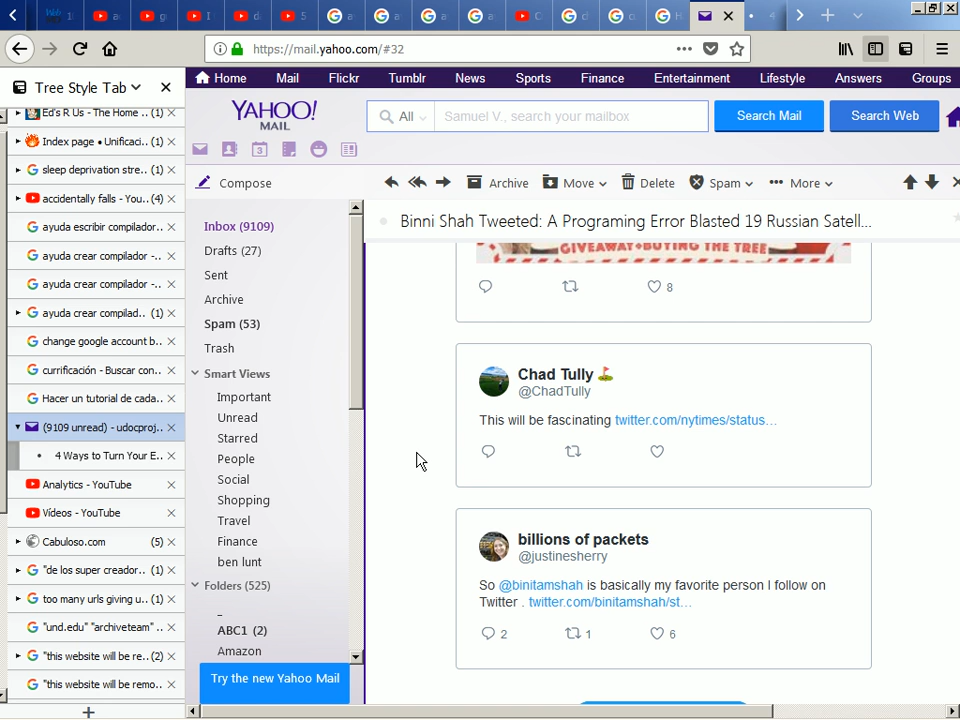 https://mail.yahoo.com/#32
Tree Style Tab
Ed's R Us - The Home .. (1)
Index page • Unificaci.. (1)
sleep deprivation stre.. (1)
accidentally falls - You.. (4)
ayuda escribir compilador..
ayuda crear compilador -..
ayuda crear compilador -..
ayuda crear compilad.. (1)
change google account b..
currificación - Buscar con..
Hacer un tutorial de cada..
(9109 unread) - udocproj..
4 Ways to Turn Your E..
Analytics - YouTube
Vídeos - YouTube
Cabuloso.com (5)
"de los super creador.. (1)
too many urls giving u.. (1)
"und.edu" "archiveteam" ..
"this website will be re.. (2)
"this website will be remo..
Home Mail Flickr Tumblr News Sports Finance Entertainment Lifestyle Answers Groups
YAHOO!
MAIL
All Samuel V., search your mailbox Search Mail Search Web
3
Compose Archive Move Delete Spam More
Inbox (9109)
Drafts (27)
Sent
Archive
Spam (53)
Trash
Smart Views
Important
Unread
Starred
People
Social
Shopping
Travel
Finance
ben lunt
Folders (525)
_
ABC1 (2)
Amazon
Try the new Yahoo Mail
Binni Shah Tweeted: A Programing Error Blasted 19 Russian Satell...
GIVEAWAY+BUYING THE TREE
8
Chad Tully
@ChadTully
This will be fascinating twitter.com/nytimes/status…
billions of packets
@justinesherry
So @binitamshah is basically my favorite person I follow on
Twitter . twitter.com/binitamshah/st…
2 1 6